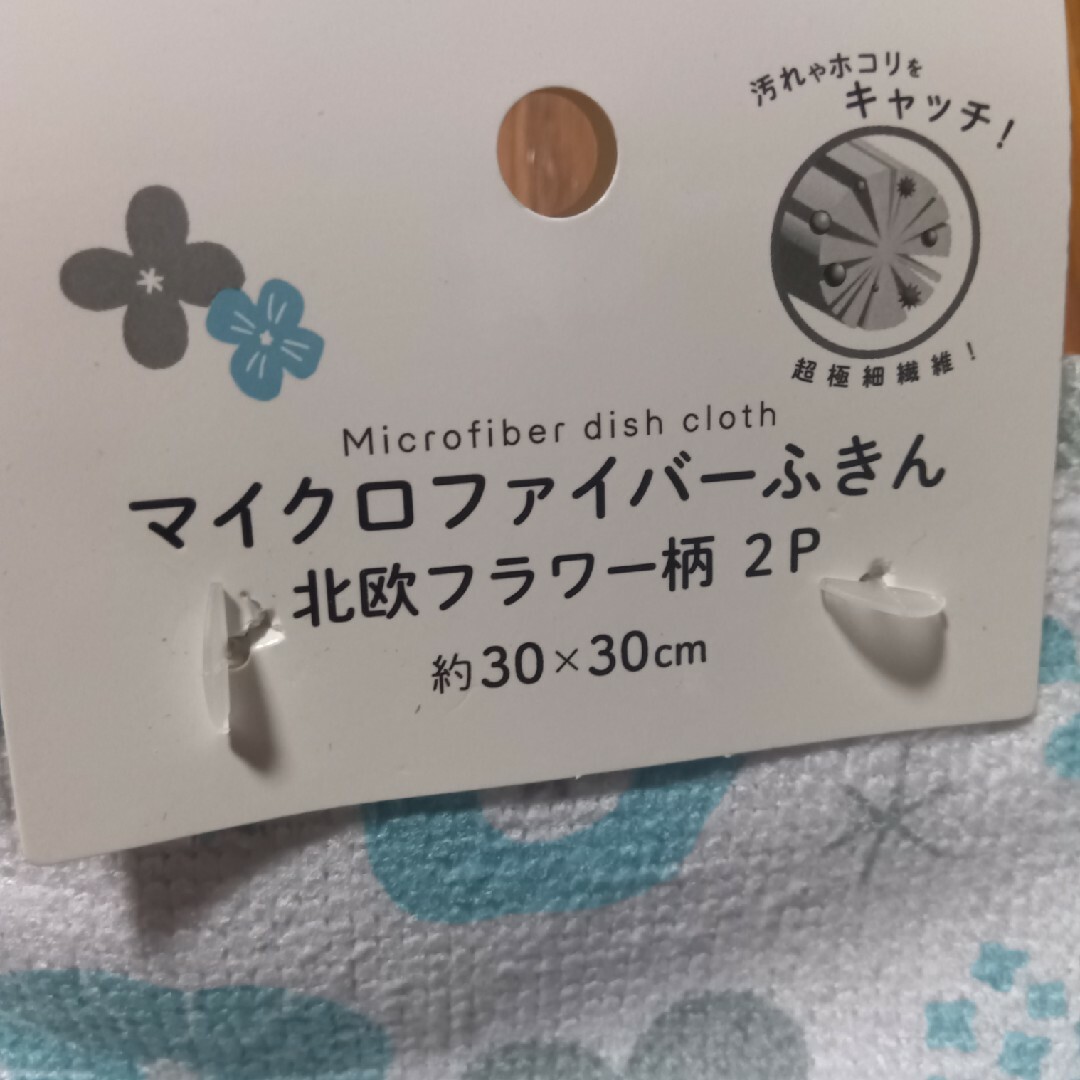 汚れやホコリを
キャッチ！
超極細繊維！
Microfiber dish cloth
マイクロファイバーふきん
北欧フラワー柄 2P
約30×30cm